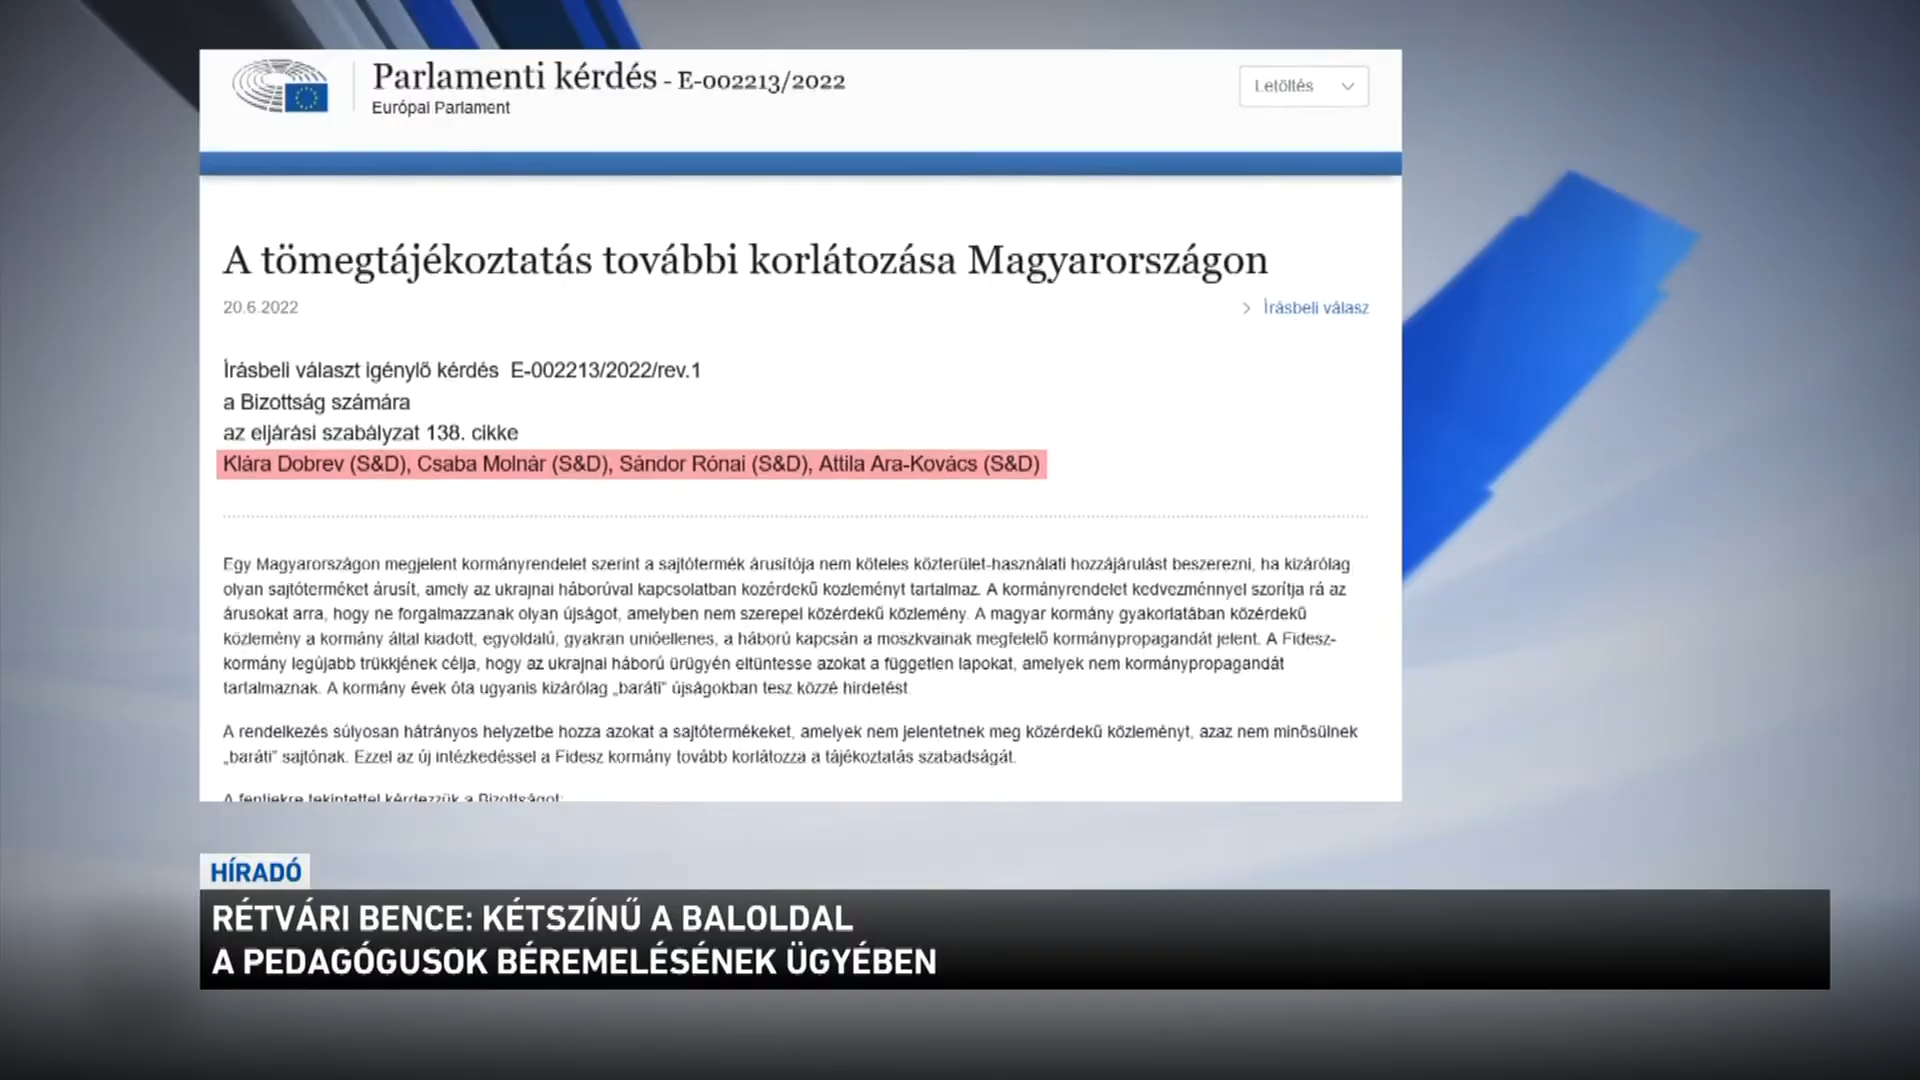 Parlamenti kérdés - E-002213/2022
Európai Parlament
Letöltés
A tömegtájékoztatás további korlátozása Magyarországon
20.6.2022
Írásbeli válasz
Írásbeli választ igénylő kérdés E-002213/2022/rev.1
a Bizottság számára
az eljárási szabályzat 138. cikke
Klára Dobrev (S&D), Csaba Molnár (S&D), Sándor Rónai (S&D), Attila Ara-Kovács (S&D)
Egy Magyarországon megjelent kormányrendelet szerint a sajtótermék árusítója nem köteles közterület-használati hozzájárulást beszerezni, ha kizárólag
olyan sajtóterméket árusít, amely az ukrajnai háborúval kapcsolatban közérdekű közleményt tartalmaz. A kormányrendelet kedvezménnyel szorítja rá az
árusokat arra, hogy ne forgalmazzanak olyan újságot, amelyben nem szerepel közérdekű közlemény. A magyar kormány gyakorlatában közérdekű
közlemény a kormány által kiadott, egyoldalú, gyakran unióellenes, a háború kapcsán a moszkvainak megfelelő kormánypropagandát jelent. A Fidesz-
kormány legújabb trükkjének célja, hogy az ukrajnai háború ürügyén eltüntesse azokat a független lapokat, amelyek nem kormánypropagandát
tartalmaznak. A kormány évek óta ugyanis kizárólag „baráti” újságokban tesz közzé hirdetést.
A rendelkezés súlyosan hátrányos helyzetbe hozza azokat a sajtótermékeket, amelyek nem jelentetnek meg közérdekű közleményt, azaz nem minősülnek
„baráti” sajtónak. Ezzel az új intézkedéssel a Fidesz kormány tovább korlátozza a tájékoztatás szabadságát.
A fentiekre tekintettel kérdezzük a Bizottságot:
HÍRADÓ
RÉTVÁRI BENCE: KÉTSZÍNŰ A BALOLDAL
A PEDAGÓGUSOK BÉREMELÉSÉNEK ÜGYÉBEN